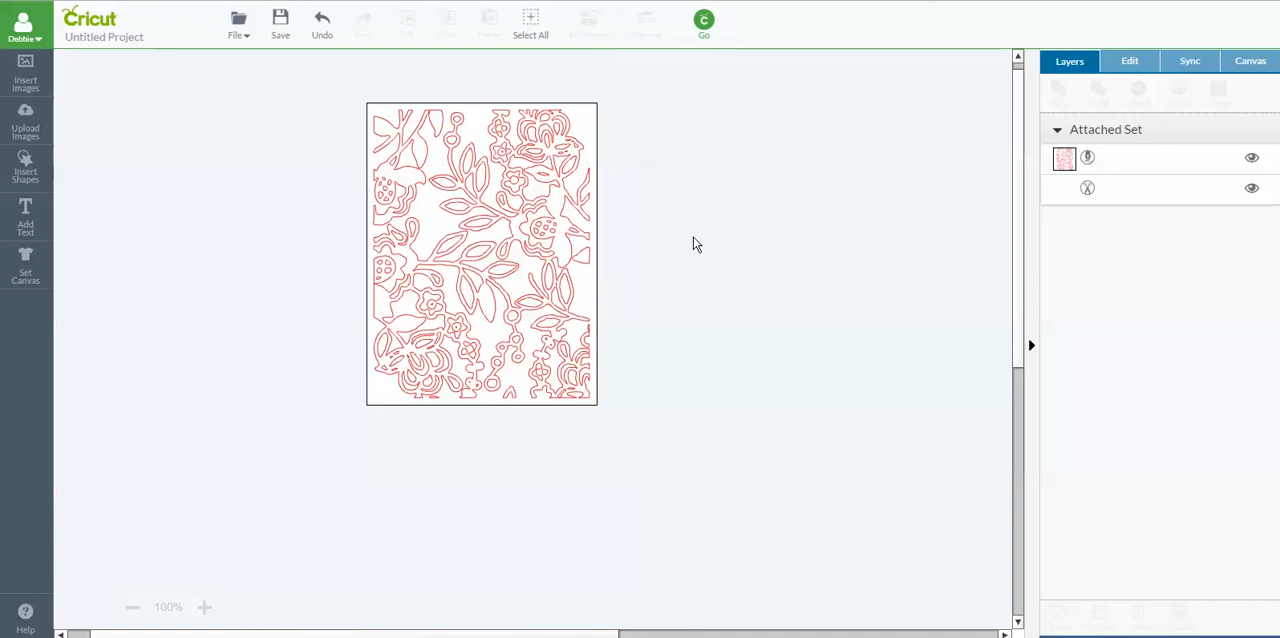 Cricut
Untitled Project
Debbie
File
Save
Undo
Select All
Go
Insert
Images
Upload
Images
Insert
Shapes
Add
Text
Set
Canvas
Help
Layers
Edit
Sync
Canvas
Attached Set
100%